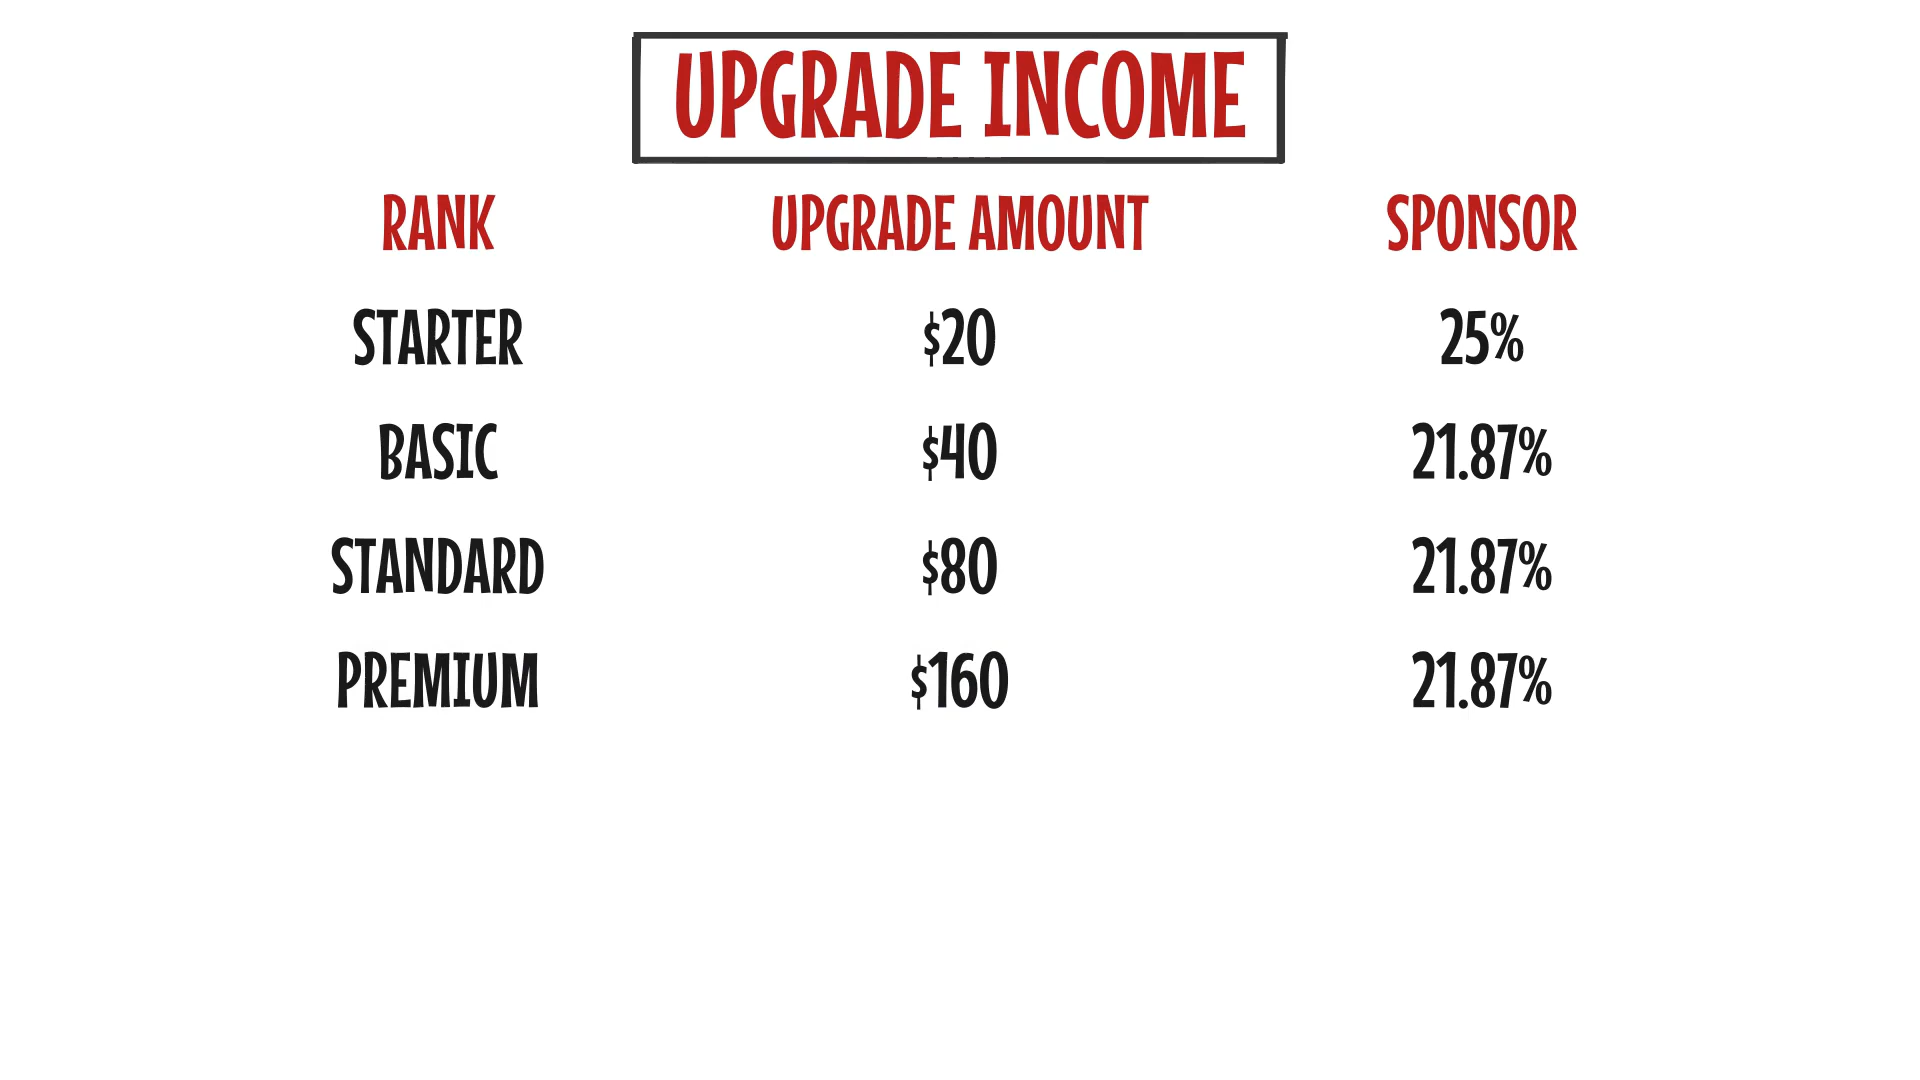 UPGRADE INCOME
RANK UPGRADE AMOUNT SPONSOR
STARTER $20 25%
BASIC $40 21.87%
STANDARD $80 21.87%
PREMIUM $160 21.87%